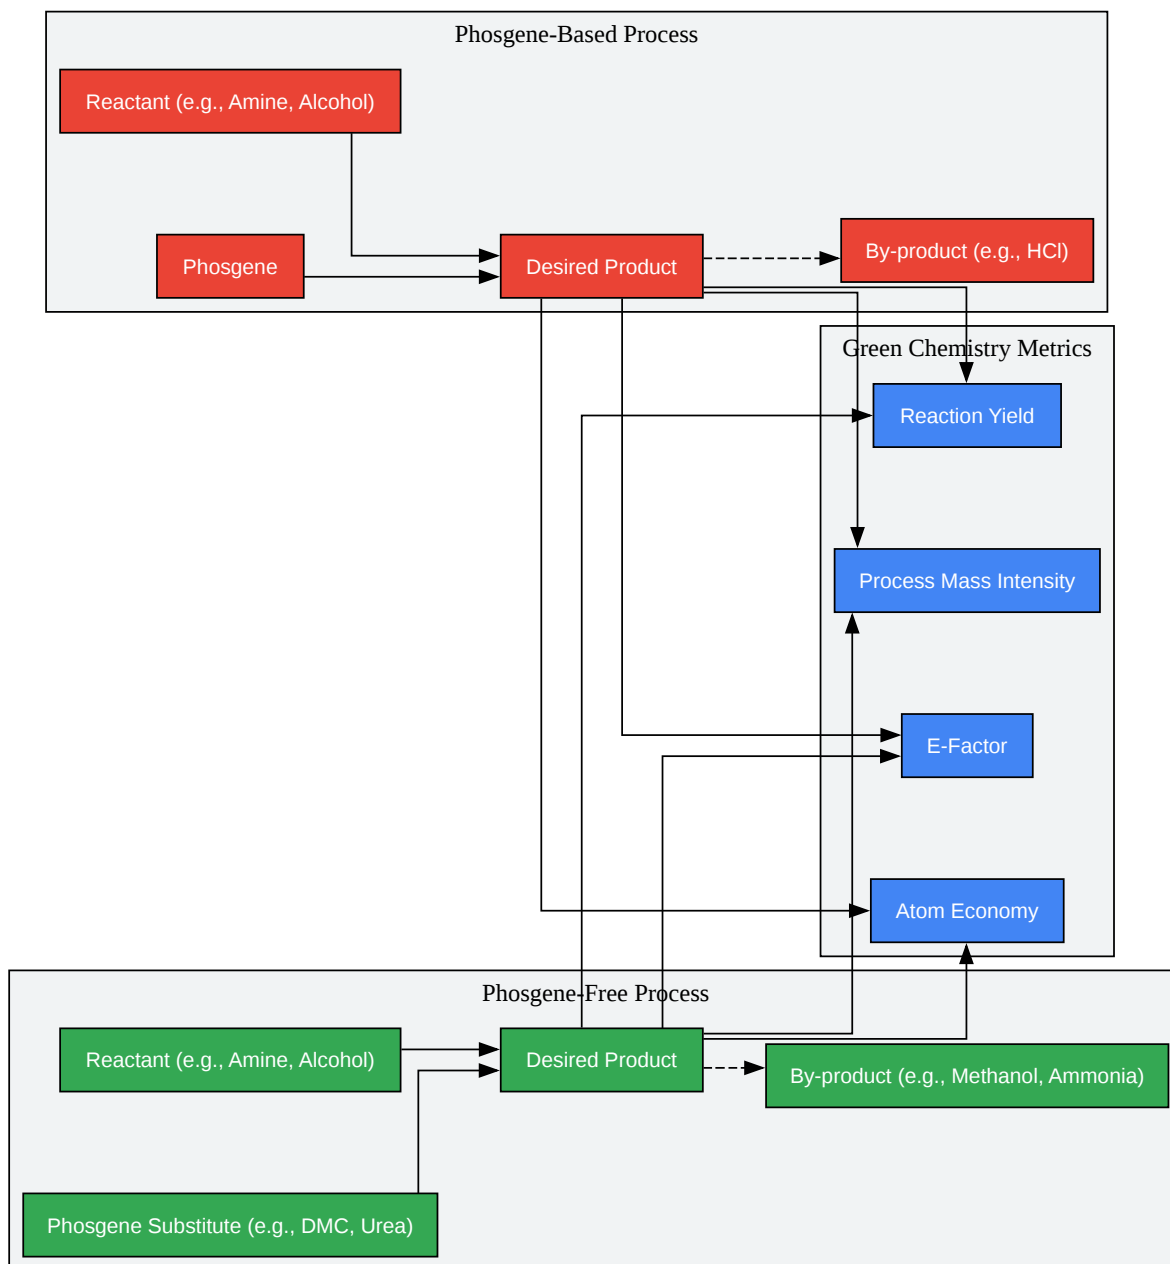 Phosgene-Based Process
Reactant (e.g., Amine, Alcohol)
Phosgene
Desired Product
By-product (e.g., HCl)
Green Chemistry Metrics
Reaction Yield
Process Mass Intensity
E-Factor
Atom Economy
Phosgene-Free Process
Reactant (e.g., Amine, Alcohol)
Desired Product
By-product (e.g., Methanol, Ammonia)
Phosgene Substitute (e.g., DMC, Urea)